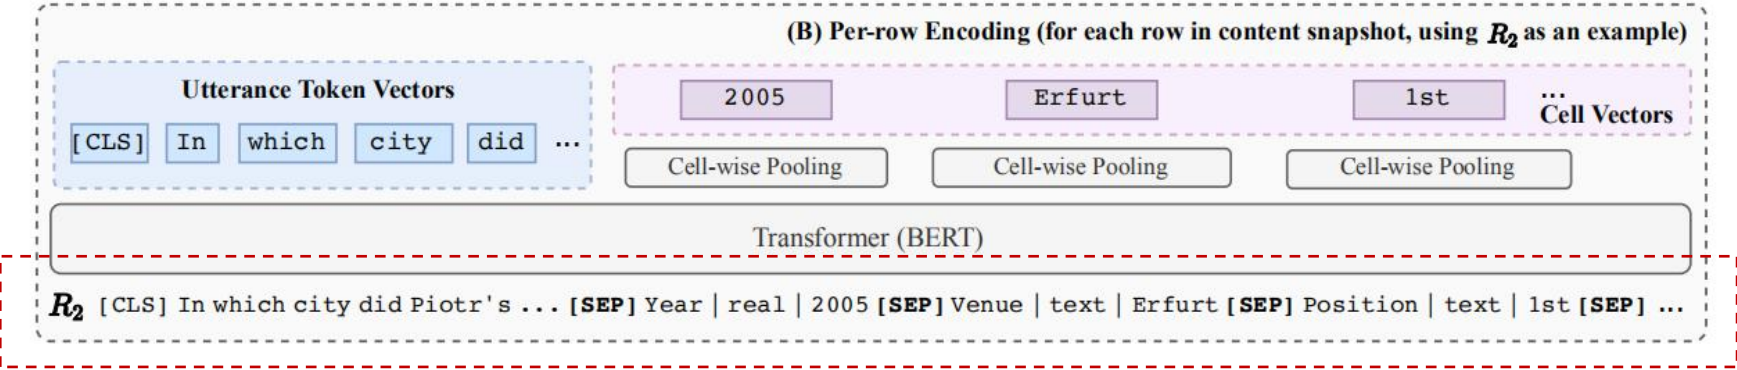 (B) Per-row Encoding (for each row in content snapshot, using R2 as an example)
Utterance Token Vectors
[CLS] In which city did ...
2005 Erfurt 1st ...
Cell Vectors
Cell-wise Pooling Cell-wise Pooling Cell-wise Pooling
Transformer (BERT)
R2 [CLS] In which city did Piotr's ... [SEP] Year | real | 2005 [SEP] Venue | text | Erfurt [SEP] Position | text | 1st [SEP] ...